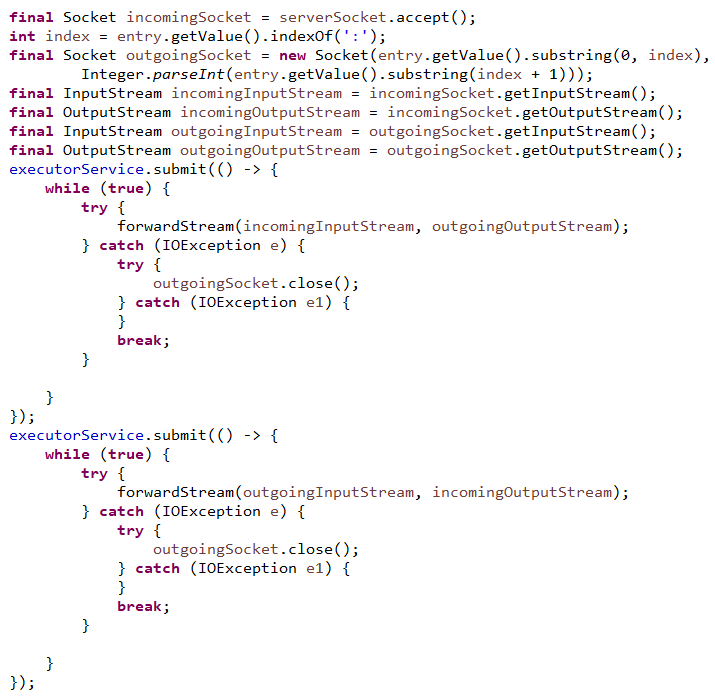 final Socket incomingSocket = serverSocket.accept();
int index = entry.getValue().indexOf(':');
final Socket outgoingSocket = new Socket(entry.getValue().substring(0, index),
        Integer.parseInt(entry.getValue().substring(index + 1)));
final InputStream incomingInputStream = incomingSocket.getInputStream();
final OutputStream incomingOutputStream = incomingSocket.getOutputStream();
final InputStream outgoingInputStream = outgoingSocket.getInputStream();
final OutputStream outgoingOutputStream = outgoingSocket.getOutputStream();
executorService.submit(() -> {
    while (true) {
        try {
            forwardStream(incomingInputStream, outgoingOutputStream);
        } catch (IOException e) {
            try {
                outgoingSocket.close();
            } catch (IOException e1) {
            }
            break;
        }

    }
});
executorService.submit(() -> {
    while (true) {
        try {
            forwardStream(outgoingInputStream, incomingOutputStream);
        } catch (IOException e) {
            try {
                outgoingSocket.close();
            } catch (IOException e1) {
            }
            break;
        }

    }
});